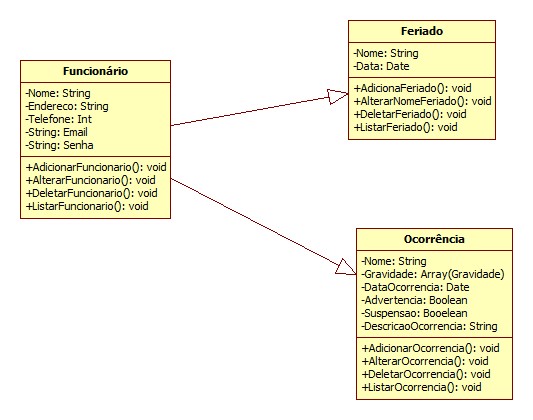 Funcionário
-Nome: String
-Endereco: String
-Telefone: Int
-String: Email
-String: Senha
+AdicionarFuncionario(): void
+AlterarFuncionario(): void
+DeletarFuncionario(): void
+ListarFuncionario(): void
Feriado
-Nome: String
-Data: Date
+AdicionaFeriado(): void
+AlterarNomeFeriado(): void
+DeletarFeriado(): void
+ListarFeriado(): void
Ocorrência
-Nome: String
-Gravidade: Array(Gravidade)
-DataOcorrencia: Date
-Advertencia: Boolean
-Suspensao: Booelean
-DescricaoOcorrencia: String
+AdicionarOcorrencia(): void
+AlterarOcorrencia(): void
+DeletarOcorrencia(): void
+ListarOcorrencia(): void